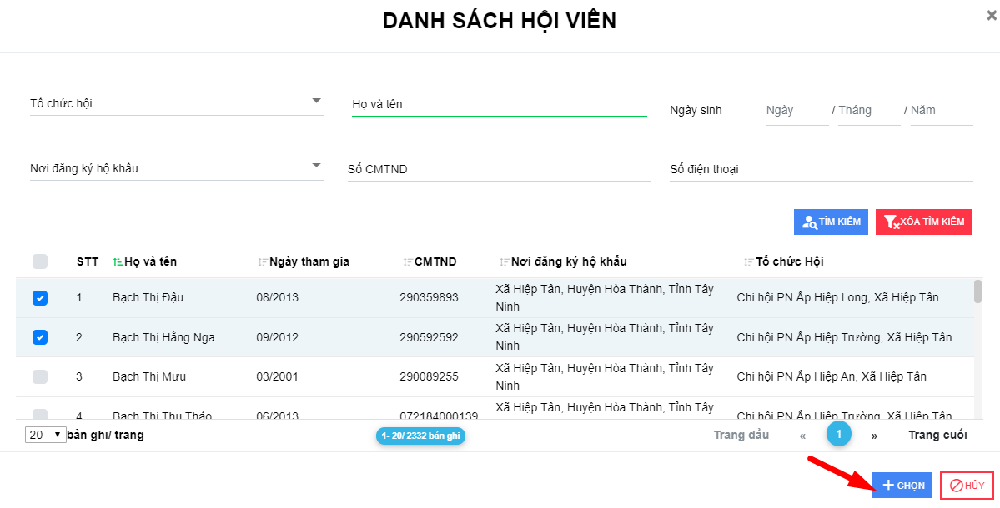 DANH SÁCH HỘI VIÊN
×
Tổ chức hội
Họ và tên
Ngày sinh Ngày / Tháng / Năm
Nơi đăng ký hộ khẩu
Số CMTND
Số điện thoại
TÌM KIẾM
XÓA TÌM KIẾM
STT Họ và tên Ngày tham gia CMTND Nơi đăng ký hộ khẩu Tổ chức Hội
1 Bạch Thị Đậu 08/2013 290359893 Xã Hiệp Tân, Huyện Hòa Thành, Tỉnh Tây Ninh Chi hội PN Ấp Hiệp Long, Xã Hiệp Tân
2 Bạch Thị Hằng Nga 09/2012 290592592 Xã Hiệp Tân, Huyện Hòa Thành, Tỉnh Tây Ninh Chi hội PN Ấp Hiệp Trường, Xã Hiệp Tân
3 Bạch Thị Mưu 03/2001 290089255 Xã Hiệp Tân, Huyện Hòa Thành, Tỉnh Tây Ninh Chi hội PN Ấp Hiệp An, Xã Hiệp Tân
4 Bạch Thị Thu Thảo 06/2013 072184000139 Xã Hiệp Tân, Huyện Hòa Thành, Tỉnh Tây Chi hội PN Ấp Hiệp Trường, Xã Hiệp Tân
20 bản ghi/ trang
1- 20/ 2332 bản ghi
Trang đầu « 1 » Trang cuối
CHỌN
HỦY